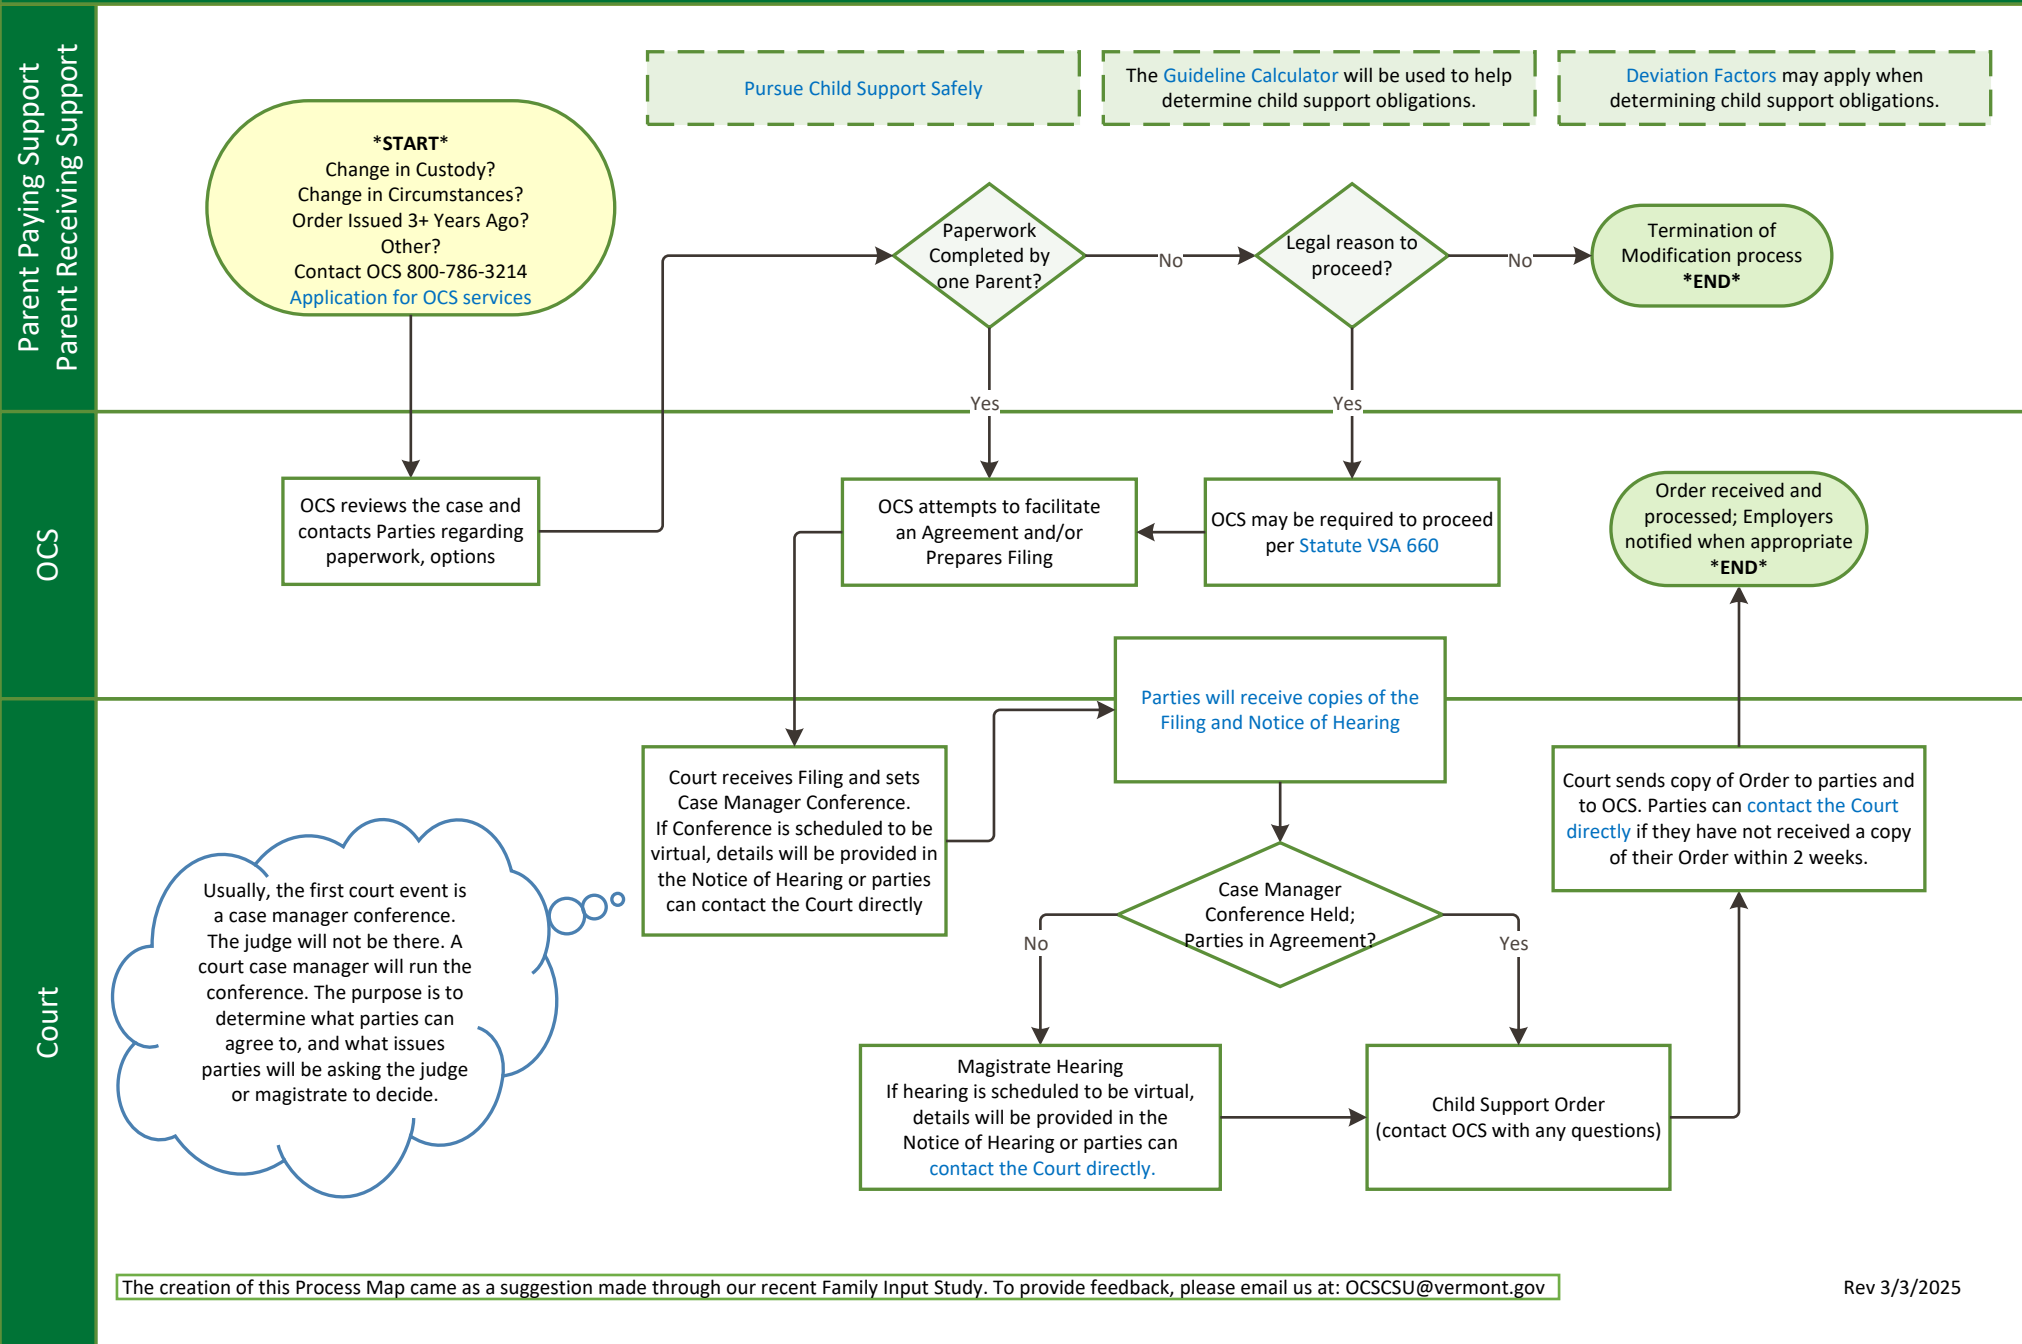 Parent Paying Support
Parent Receiving Support
*START*
Change in Custody?
Change in Circumstances?
Order Issued 3+ Years Ago?
Other?
Contact OCS 800-786-3214
Application for OCS services
Pursue Child Support Safely
The Guideline Calculator will be used to help
determine child support obligations.
Deviation Factors may apply when
determining child support obligations.
Paperwork
Completed by
one Parent?
No
Legal reason to
proceed?
No
Termination of
Modification process
*END*
Yes
Yes
OCS
OCS reviews the case and
contacts Parties regarding
paperwork, options
OCS attempts to facilitate
an Agreement and/or
Prepares Filing
OCS may be required to proceed
per Statute VSA 660
Order received and
processed; Employers
notified when appropriate
*END*
Court
Parties will receive copies of the
Filing and Notice of Hearing
Court receives Filing and sets
Case Manager Conference.
If Conference is scheduled to be
virtual, details will be provided in
the Notice of Hearing or parties
can contact the Court directly
Court sends copy of Order to parties and
to OCS. Parties can contact the Court
directly if they have not received a copy
of their Order within 2 weeks.
Usually, the first court event is
a case manager conference.
The judge will not be there. A
court case manager will run the
conference. The purpose is to
determine what parties can
agree to, and what issues
parties will be asking the judge
or magistrate to decide.
Case Manager
Conference Held;
Parties in Agreement?
No
Yes
Magistrate Hearing
If hearing is scheduled to be virtual,
details will be provided in the
Notice of Hearing or parties can
contact the Court directly.
Child Support Order
(contact OCS with any questions)
The creation of this Process Map came as a suggestion made through our recent Family Input Study. To provide feedback, please email us at: OCSCSU@vermont.gov
Rev 3/3/2025